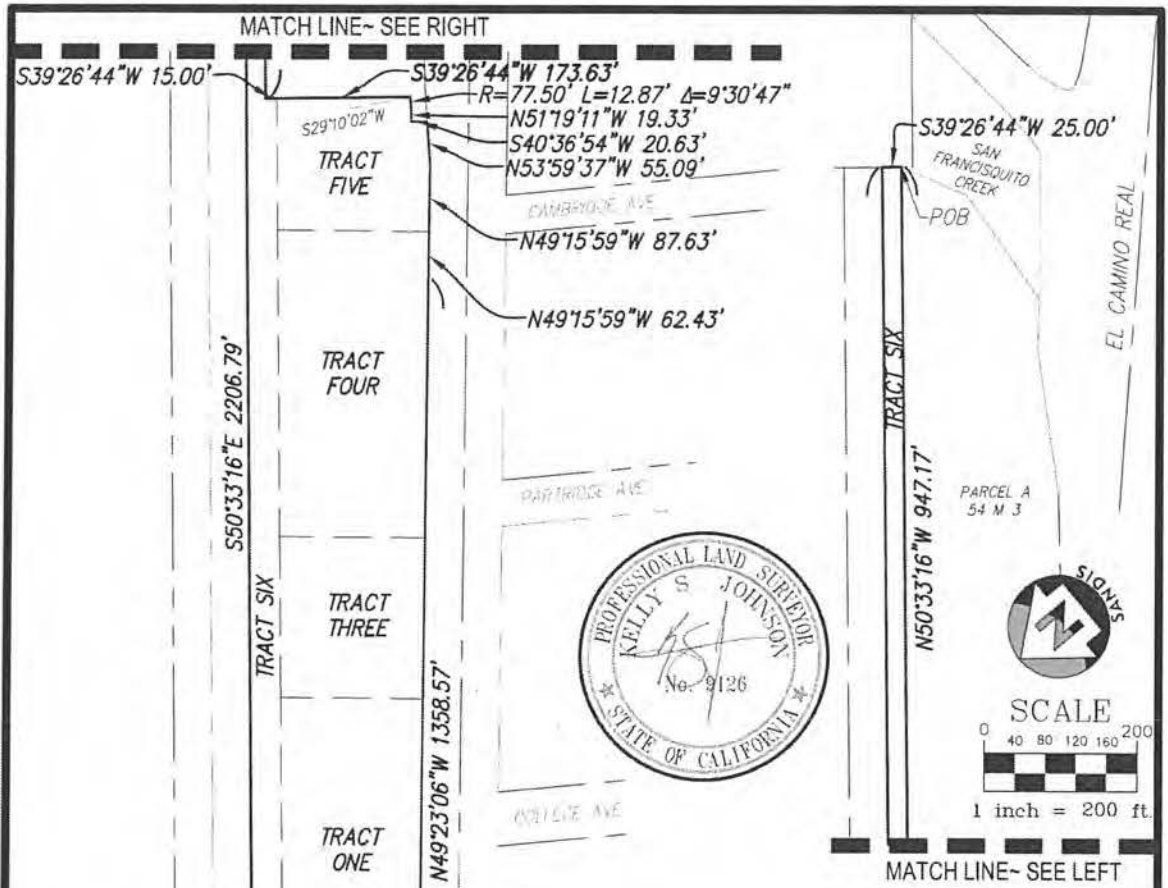 MATCH LINE~ SEE RIGHT
S39°26'44"W 15.00'
S39°26'44"W 173.63'
R=77.50' L=12.87' Δ=9°30'47"
N51°19'11"W 19.33'
S40°36'54"W 20.63'
N53°59'37"W 55.09'
S29°10'02"W
TRACT
FIVE
CAMBRIDGE AVE
N49°15'59"W 87.63'
N49°15'59"W 62.43'
TRACT
FOUR
S50°33'16"E 2206.79'
PARTRIDGE AVE
TRACT SIX
TRACT
THREE
N49°23'06"W 1358.57'
COLLEGE AVE
TRACT
ONE
PROFESSIONAL LAND SURVEYOR
KELLY S JOHNSON
No. 9126
STATE OF CALIFORNIA
S39°26'44"W 25.00'
SAN
FRANCISQUITO
CREEK
POB
EL CAMINO REAL
TRACT SIX
N50°33'16"W 947.17'
PARCEL A
54 M 3
SANDIS
N
SCALE
0 40 80 120 160 200
1 inch = 200 ft.
MATCH LINE~ SEE LEFT